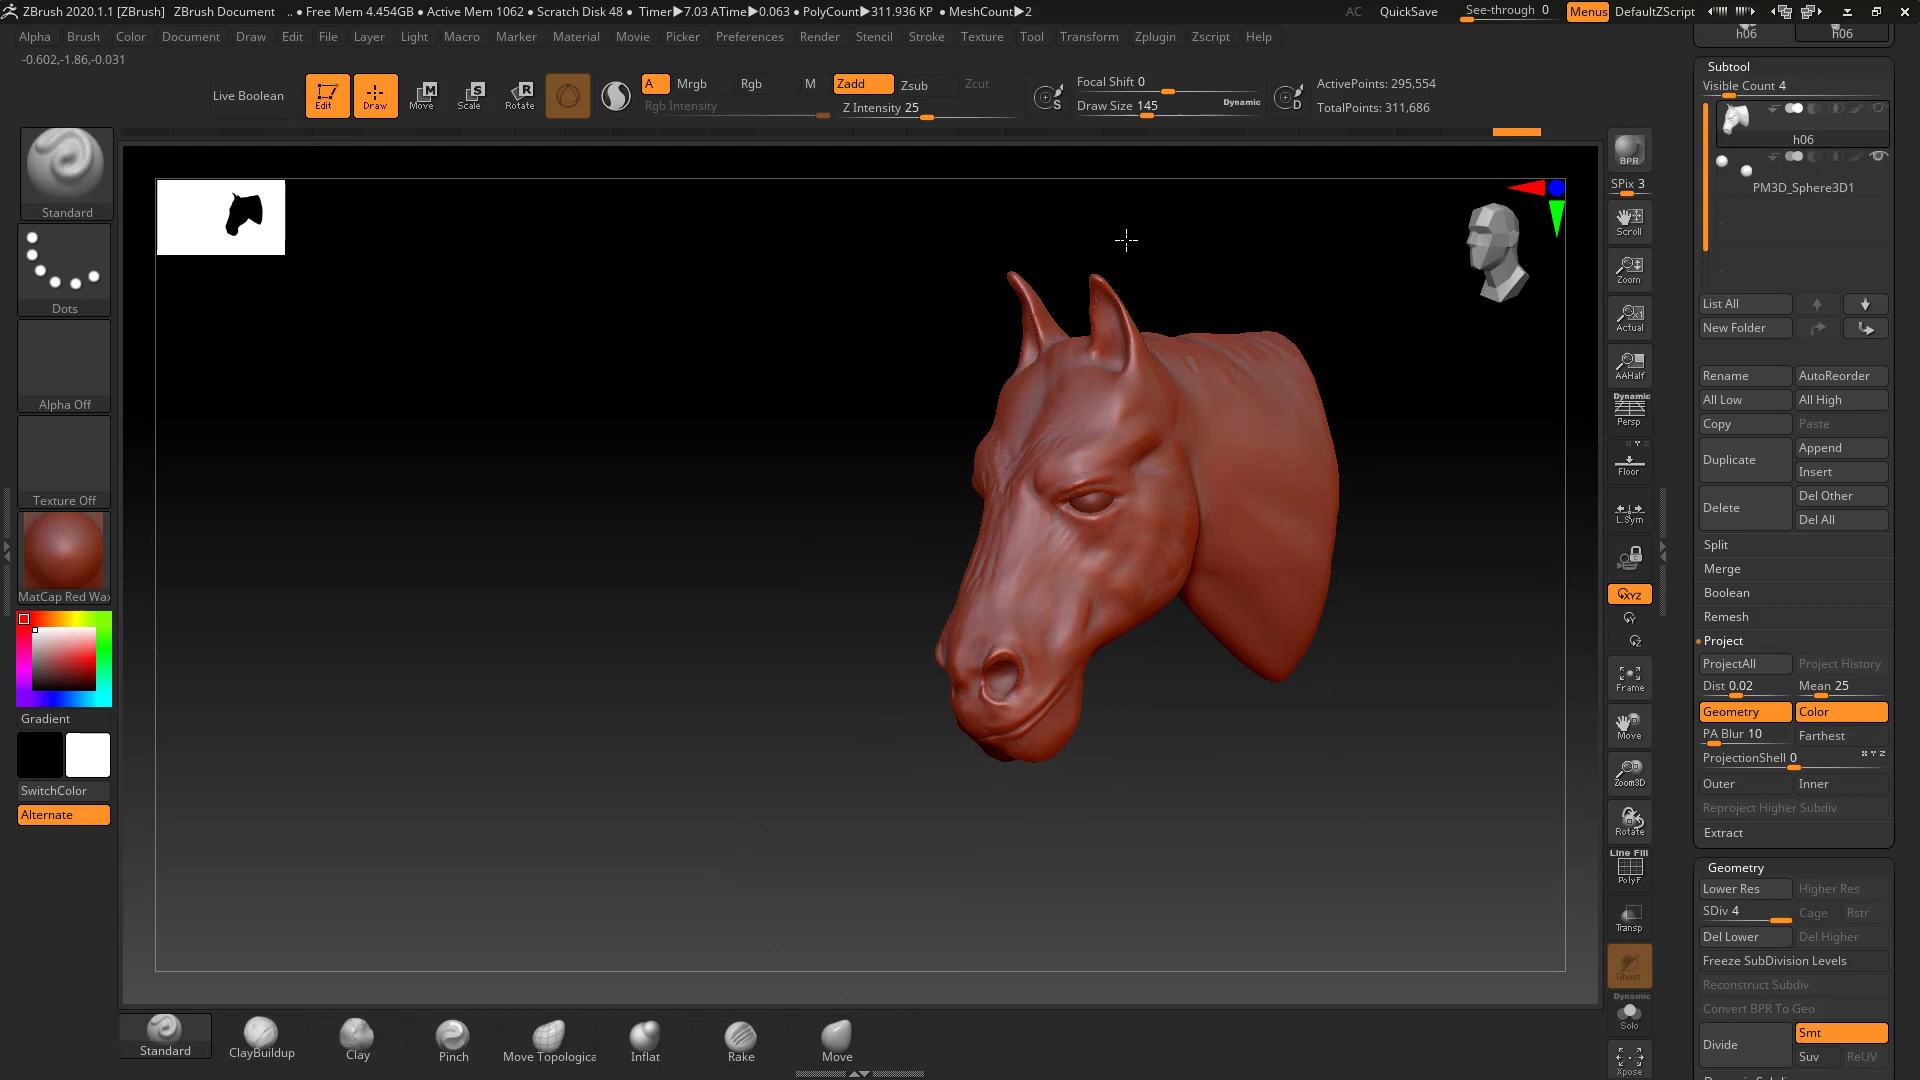 ZBrush 2020.1.1 [ZBrush] ZBrush Document .. • Free Mem 4.454GB • Active Mem 1062 • Scratch Disk 48 • Timer▶7.03 ATime▶0.063 • PolyCount▶311.936 KP • MeshCount▶2 AC QuickSave See-through 0 Menus DefaultZScript
Alpha Brush Color Document Draw Edit File Layer Light Macro Marker Material Movie Picker Preferences Render Stencil Stroke Texture Tool Transform Zplugin Zscript Help
h06 h06
-0.602,-1.86,-0.031
Live Boolean Edit Draw Move Scale Rotate
A Mrgb Rgb M Zadd Zsub Zcut
Rgb Intensity Z Intensity 25
Focal Shift 0
Draw Size 145 Dynamic
S D
ActivePoints: 295,554
TotalPoints: 311,686
Standard
Dots
Alpha Off
Texture Off
MatCap Red Wax
Gradient
SwitchColor
Alternate
BPR
SPix 3
Scroll
Zoom
Actual
AAHalf
Dynamic
Persp
Floor
L.Sym
XYZ
Y
Z
Frame
Move
Zoom3D
Rotate
Line Fill
PolyF
Transp
Ghost
Dynamic
Solo
Xpose
Subtool
Visible Count 4
h06
PM3D_Sphere3D1
List All
New Folder
Rename AutoReorder
All Low All High
Copy Paste
Duplicate Append
Insert
Delete Del Other
Del All
Split
Merge
Boolean
Remesh
Project
ProjectAll Project History
Dist 0.02 Mean 25
Geometry Color
PA Blur 10 Farthest
ProjectionShell 0 X Y Z
Outer Inner
Reproject Higher Subdiv
Extract
Geometry
Lower Res Higher Res
SDiv 4 Cage Rstr
Del Lower Del Higher
Freeze SubDivision Levels
Reconstruct Subdiv
Convert BPR To Geo
Divide Smt
Suv ReUV
Standard ClayBuildup Clay Pinch Move Topologica Inflat Rake Move